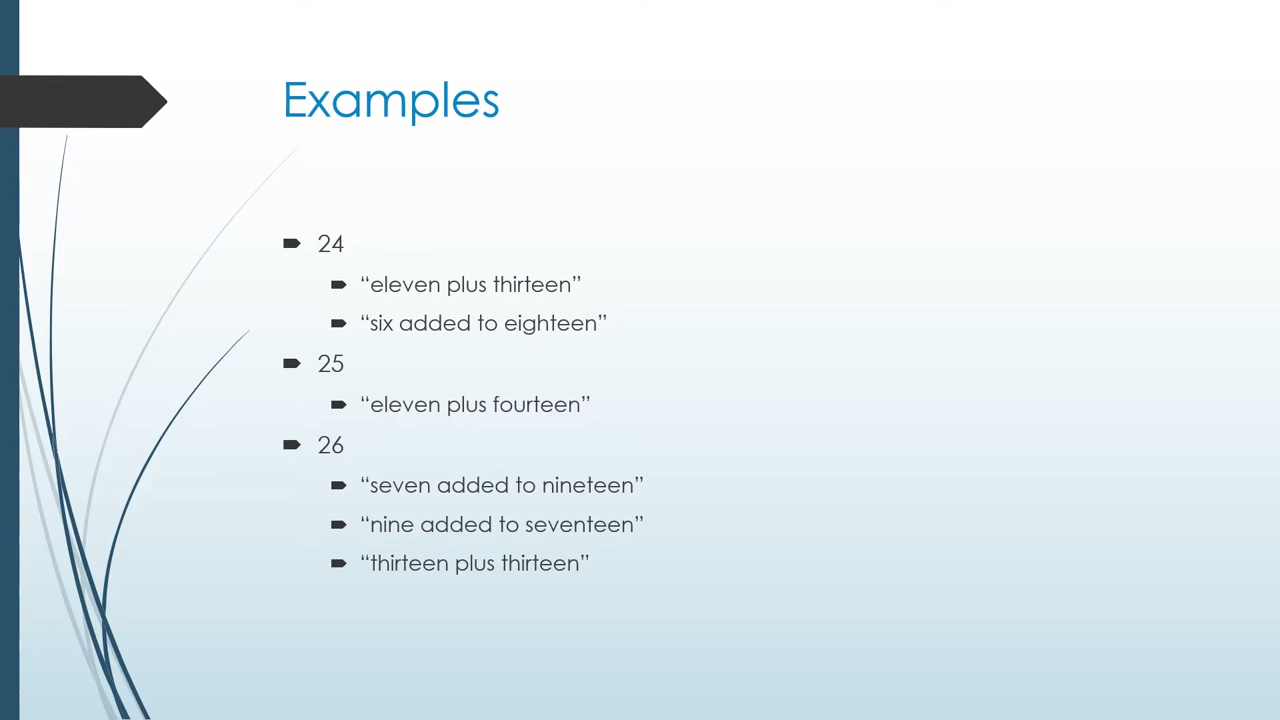 Examples
24
“eleven plus thirteen”
“six added to eighteen”
25
“eleven plus fourteen”
26
“seven added to nineteen”
“nine added to seventeen”
“thirteen plus thirteen”